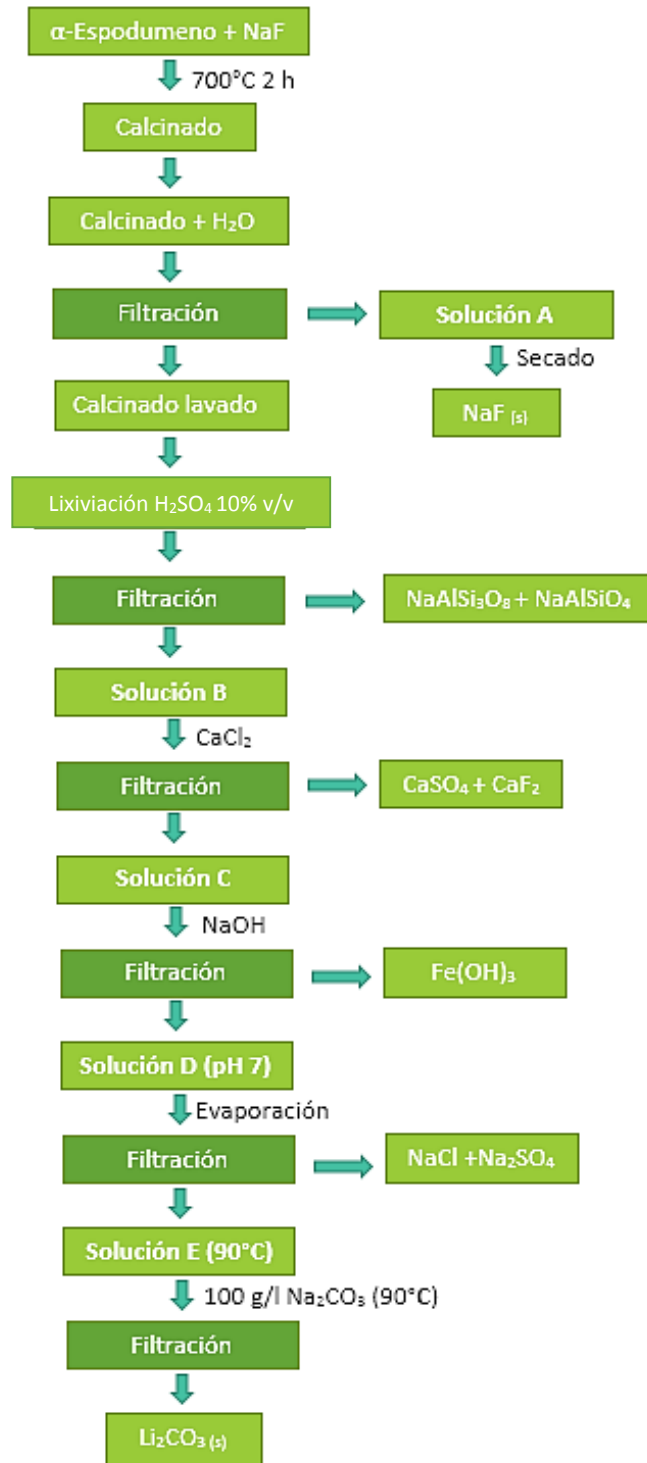 α-Espodumeno + NaF
700°C 2 h
Calcinado
Calcinado + H₂O
Filtración
Solución A
Secado
Calcinado lavado
NaF (s)
Lixiviación H₂SO₄ 10% v/v
Filtración
NaAlSi₃O₈ + NaAlSiO₄
Solución B
CaCl₂
Filtración
CaSO₄ + CaF₂
Solución C
NaOH
Filtración
Fe(OH)₃
Solución D (pH 7)
Evaporación
Filtración
NaCl +Na₂SO₄
Solución E (90°C)
100 g/l Na₂CO₃ (90°C)
Filtración
Li₂CO₃ (s)